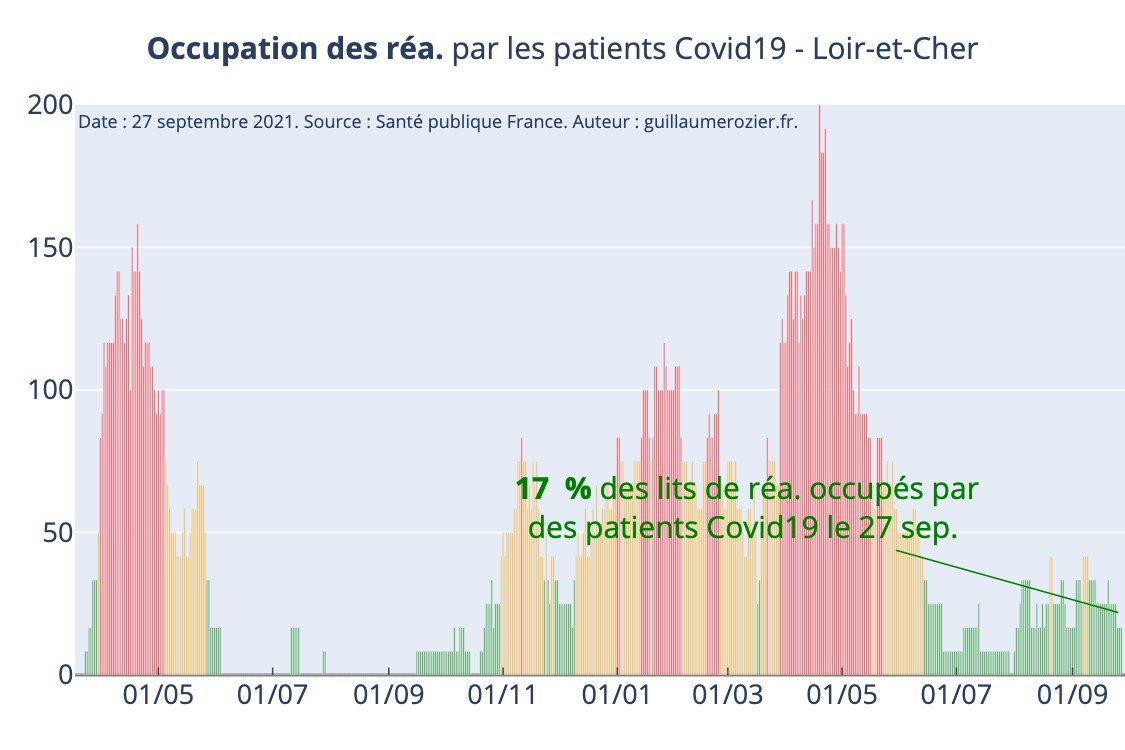 Occupation des réa. par les patients Covid19 - Loir-et-Cher
200
Date : 27 septembre 2021. Source : Santé publique France. Auteur : guillaumerozier.fr.
150
100
17 % des lits de réa. occupés par
des patients Covid19 le 27 sep.
50
0
01/05 01/07 01/09 01/11 01/01 01/03 01/05 01/07 01/09